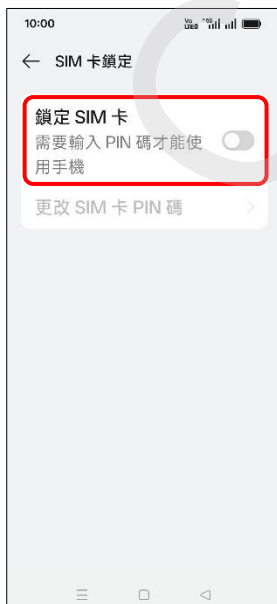 10:00
SIM 卡鎖定
鎖定 SIM 卡
需要輸入 PIN 碼才能使
用手機
更改 SIM 卡 PIN 碼